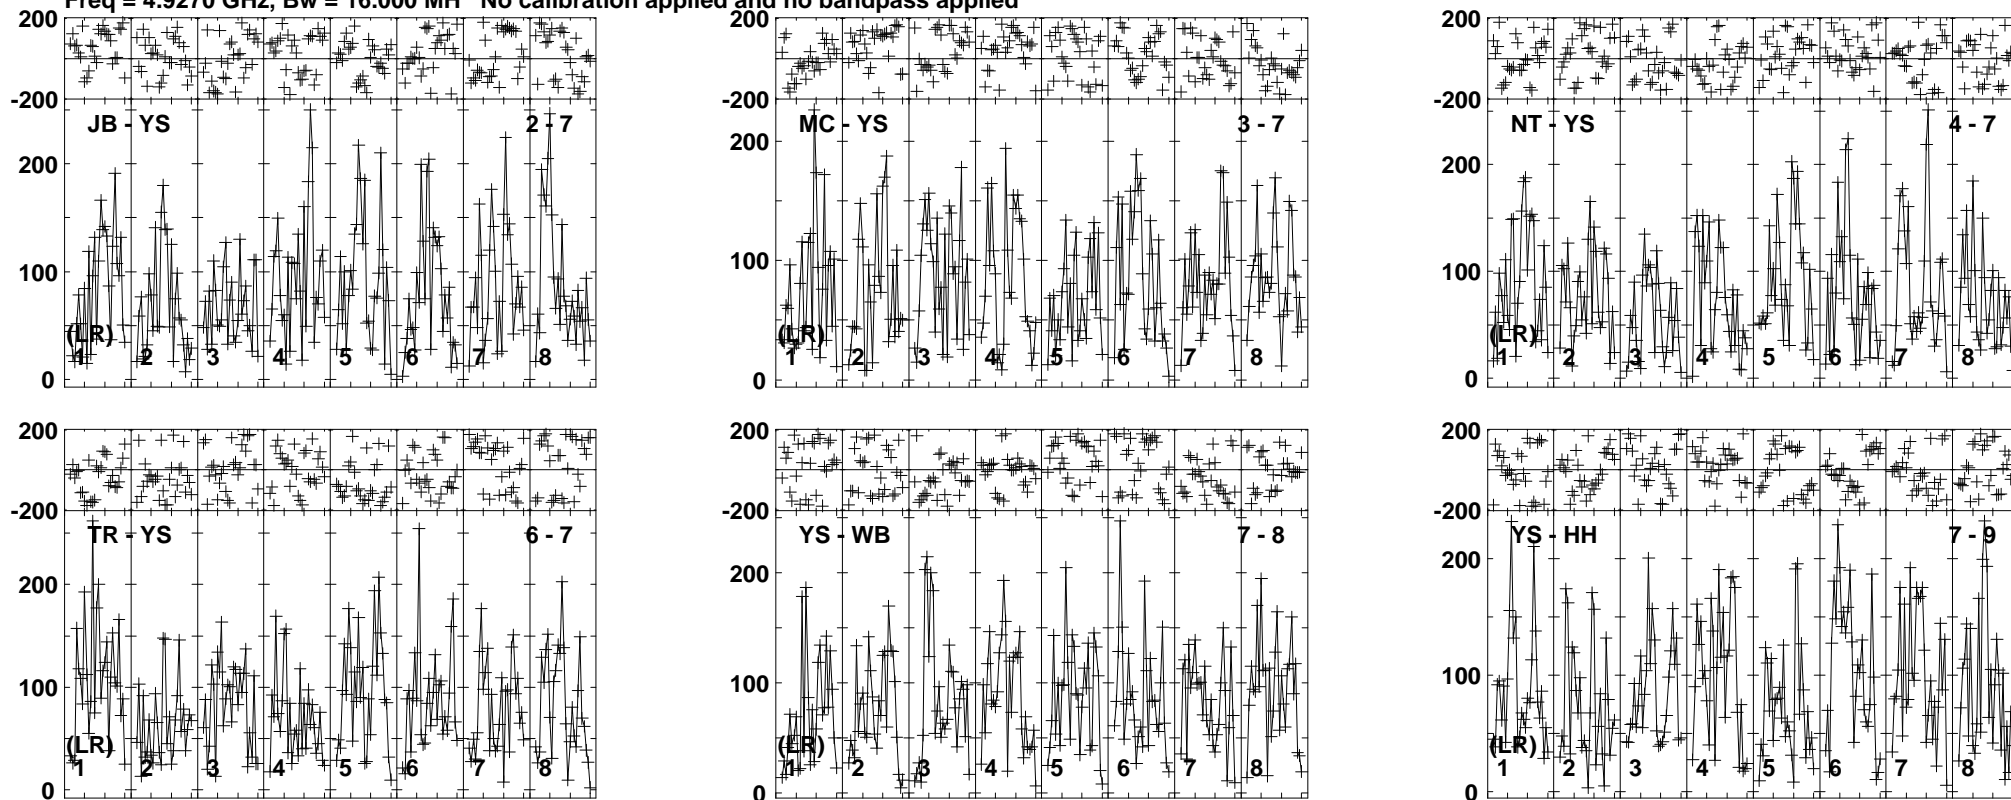 Freq = 4.9270 GHz, Bw = 16.000 MH No calibration applied and no bandpass applied
200
-200
JB - YS 2 - 7
200
100
0
(LR)
1 2 3 4 5 6 7 8
200
-200
MC - YS 3 - 7
200
100
0
(LR)
1 2 3 4 5 6 7 8
200
-200
NT - YS 4 - 7
200
100
0
(LR)
1 2 3 4 5 6 7 8
200
-200
TR - YS 6 - 7
200
100
0
(LR)
1 2 3 4 5 6 7 8
200
-200
YS - WB 7 - 8
200
100
0
(LR)
1 2 3 4 5 6 7 8
200
-200
YS - HH 7 - 9
200
100
0
(LR)
1 2 3 4 5 6 7 8